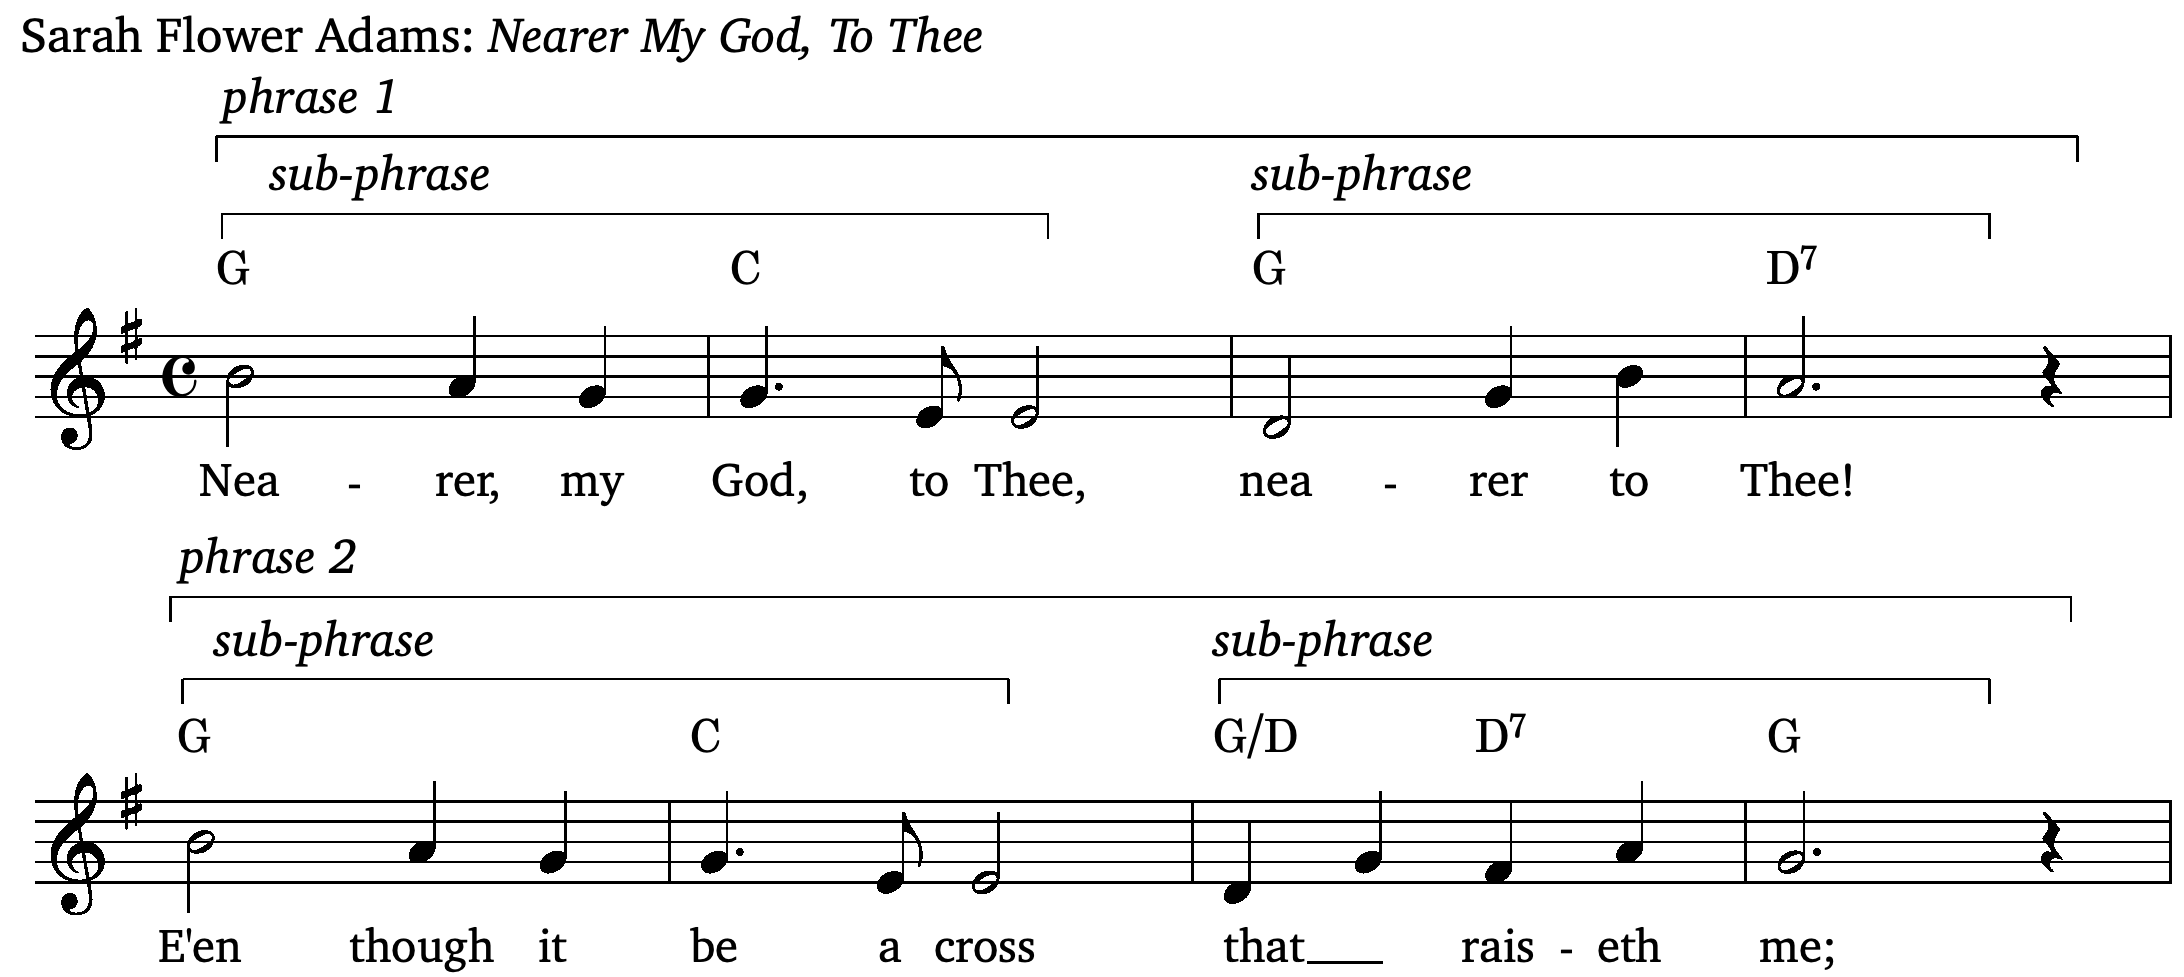 Sarah Flower Adams: Nearer My God, To Thee
phrase 1
sub-phrase sub-phrase
G C G D7
Nea - rer, my God, to Thee, nea - rer to Thee!
phrase 2
sub-phrase sub-phrase
G C G/D D7 G
E'en though it be a cross that___ rais - eth me;